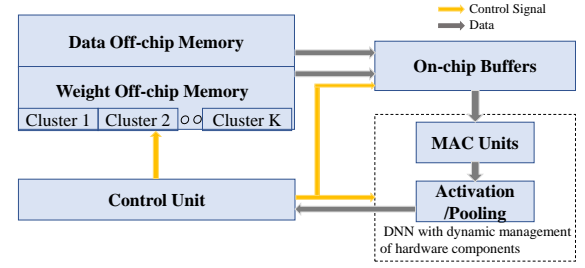 Control Signal
Data
Data Off-chip Memory
On-chip Buffers
Weight Off-chip Memory
Cluster 1 Cluster 2 Cluster K
MAC Units
Control Unit
Activation
/Pooling
DNN with dynamic management
of hardware components